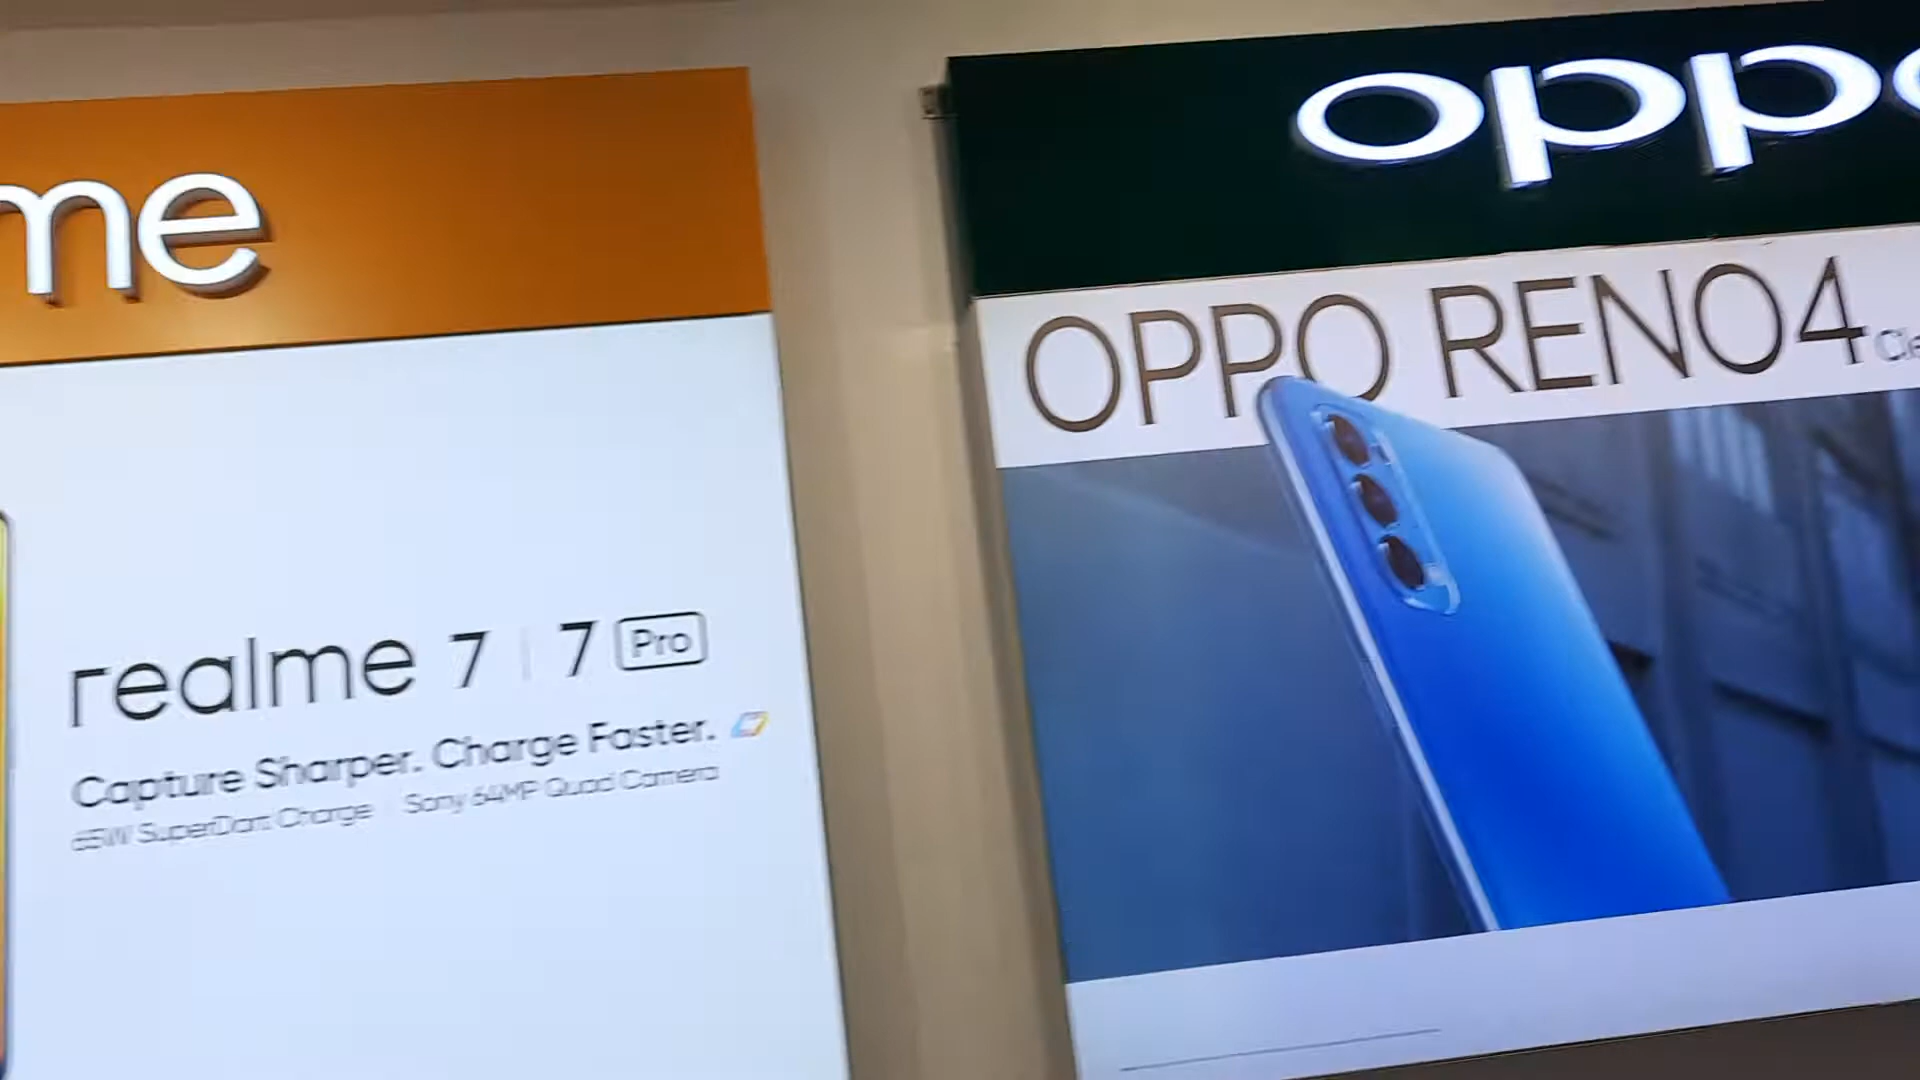 me
realme 7 | 7 Pro
Capture Sharper. Charge Faster.
65W SuperDart Charge Sony 64MP Quad Camera
oppo
OPPO RENO4 Cle